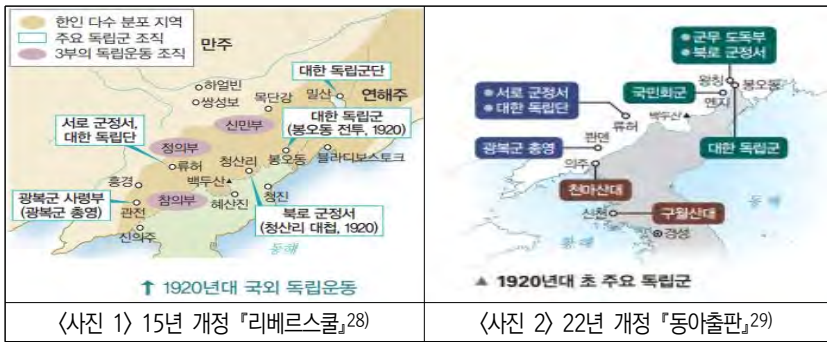 한인 다수 분포 지역
주요 독립군 조직
3부의 독립운동 조직
만주
하얼빈
쌍성보
목단강
대한 독립군단
밀산
연해주
서로 군정서,
대한 독립단
신민부
대한 독립군
(봉오동 전투, 1920)
정의부
류허
청산리
봉오동
블라디보스토크
흥경
백두산
광복군 사령부
(광복군 총영)
관전
참의부
혜산진
청진
북로 군정서
(청산리 대첩, 1920)
신의주
동해
↑ 1920년대 국외 독립운동
● 군무 도독부
● 북로 군정서
● 서로 군정서
● 대한 독립단
국민회군
왕칭
봉오동
옌지
류허
백두산
광복군 총영
콴뎬
대한 독립군
의주
천마산대
신천
구월산대
경성
동해
황해
▲ 1920년대 초 주요 독립군
〈사진 1〉 15년 개정 『리베르스쿨』28)
〈사진 2〉 22년 개정 『동아출판』29)